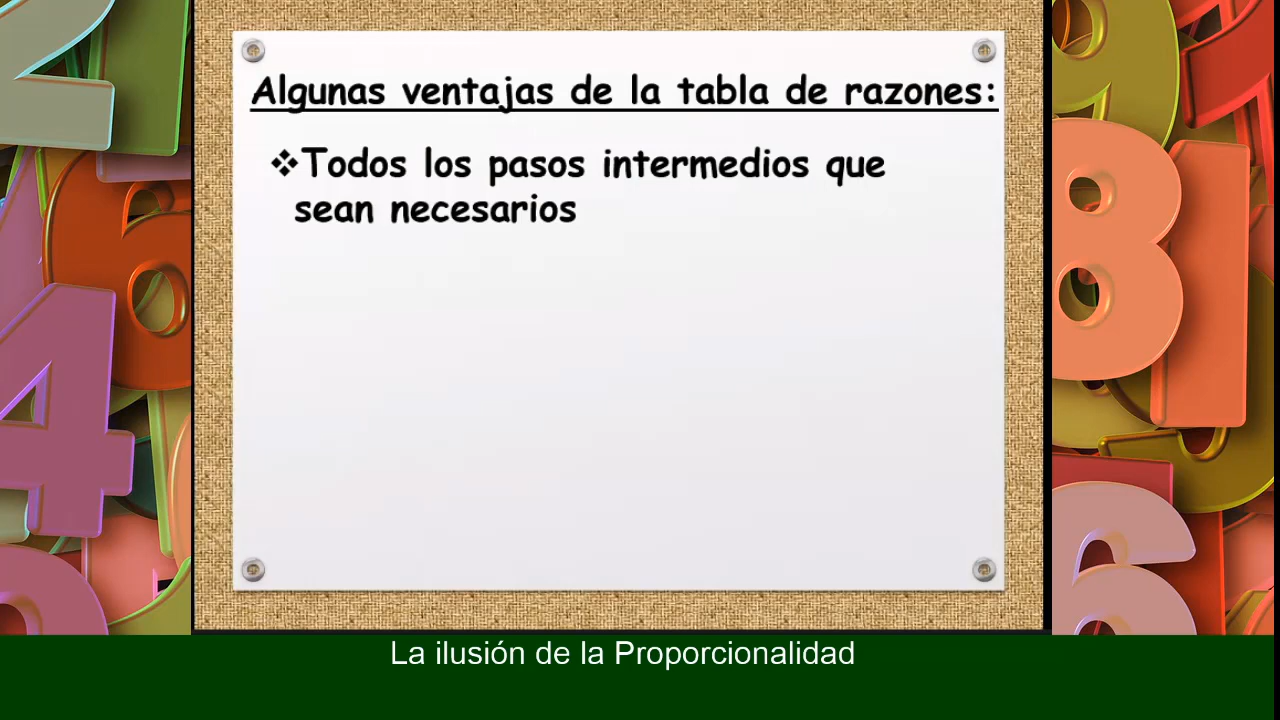 Algunas ventajas de la tabla de razones:
❖Todos los pasos intermedios que
sean necesarios
La ilusión de la Proporcionalidad